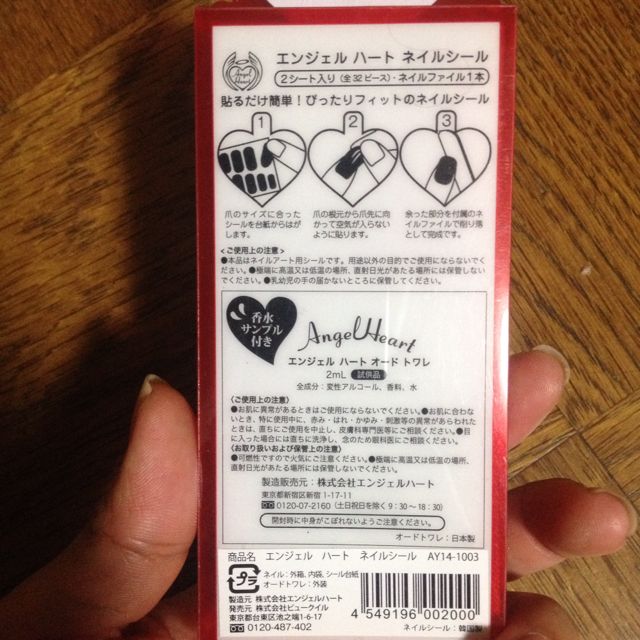 Angel
Heart
エンジェル ハート ネイルシール
2シート入り(全32ピース)・ネイルファイル1本
貼るだけ簡単!ぴったりフィットのネイルシール
1
爪のサイズに合った
シールを台紙からはが
します。
2
爪の根元から爪先に向
かって空気が入らない
ように貼ります。
3
余った部分を付属のネ
イルファイルで削り落
として完成です。
<ご使用上の注意>
●本品はネイルアート用シールです。用途以外の目的でご使用にならないでく
ださい。●極端に高温又は低温の場所、直射日光があたる場所には保管しない
でください。●乳幼児の手の届かないところに保管してください。
香水
サンプル
付き
Angel Heart
エンジェル ハート オード トワレ
2mL 試供品
全成分:変性アルコール、香料、水
<ご使用上の注意>
●お肌に異常があるときはご使用にならないでください。●お肌に合わない
とき、特に使用中に、赤み・はれ・かゆみ・刺激等の異常があらわれた
ときは、直ちにご使用を中止し、皮膚科専門医等にご相談ください。●目
に入った場合には直ちに洗浄し、念のため眼科医にご相談ください。
<お取り扱いおよび保管上の注意>
●可燃性ですので火気にご注意ください。●極端に高温又は低温の場所、
直射日光があたる場所には保管しないでください。
製造販売元:株式会社エンジェルハート
東京都新宿区新宿 1-17-11
0120-07-2160 (土日祝日を除く 9:30〜18:30)
開封時に中身がこぼれないようご注意ください。
オードトワレ:日本製
商品名 エンジェル ハート ネイルシール AY14-1003
プラ
ネイル:外箱、内袋、シール台紙
オードトワレ:外装
製造元 株式会社エンジェルハート
発売元 株式会社ビュークイル
東京都台東区池之端1-6-17
0120-487-402
4 549196 002000
ネイルシール:韓国製